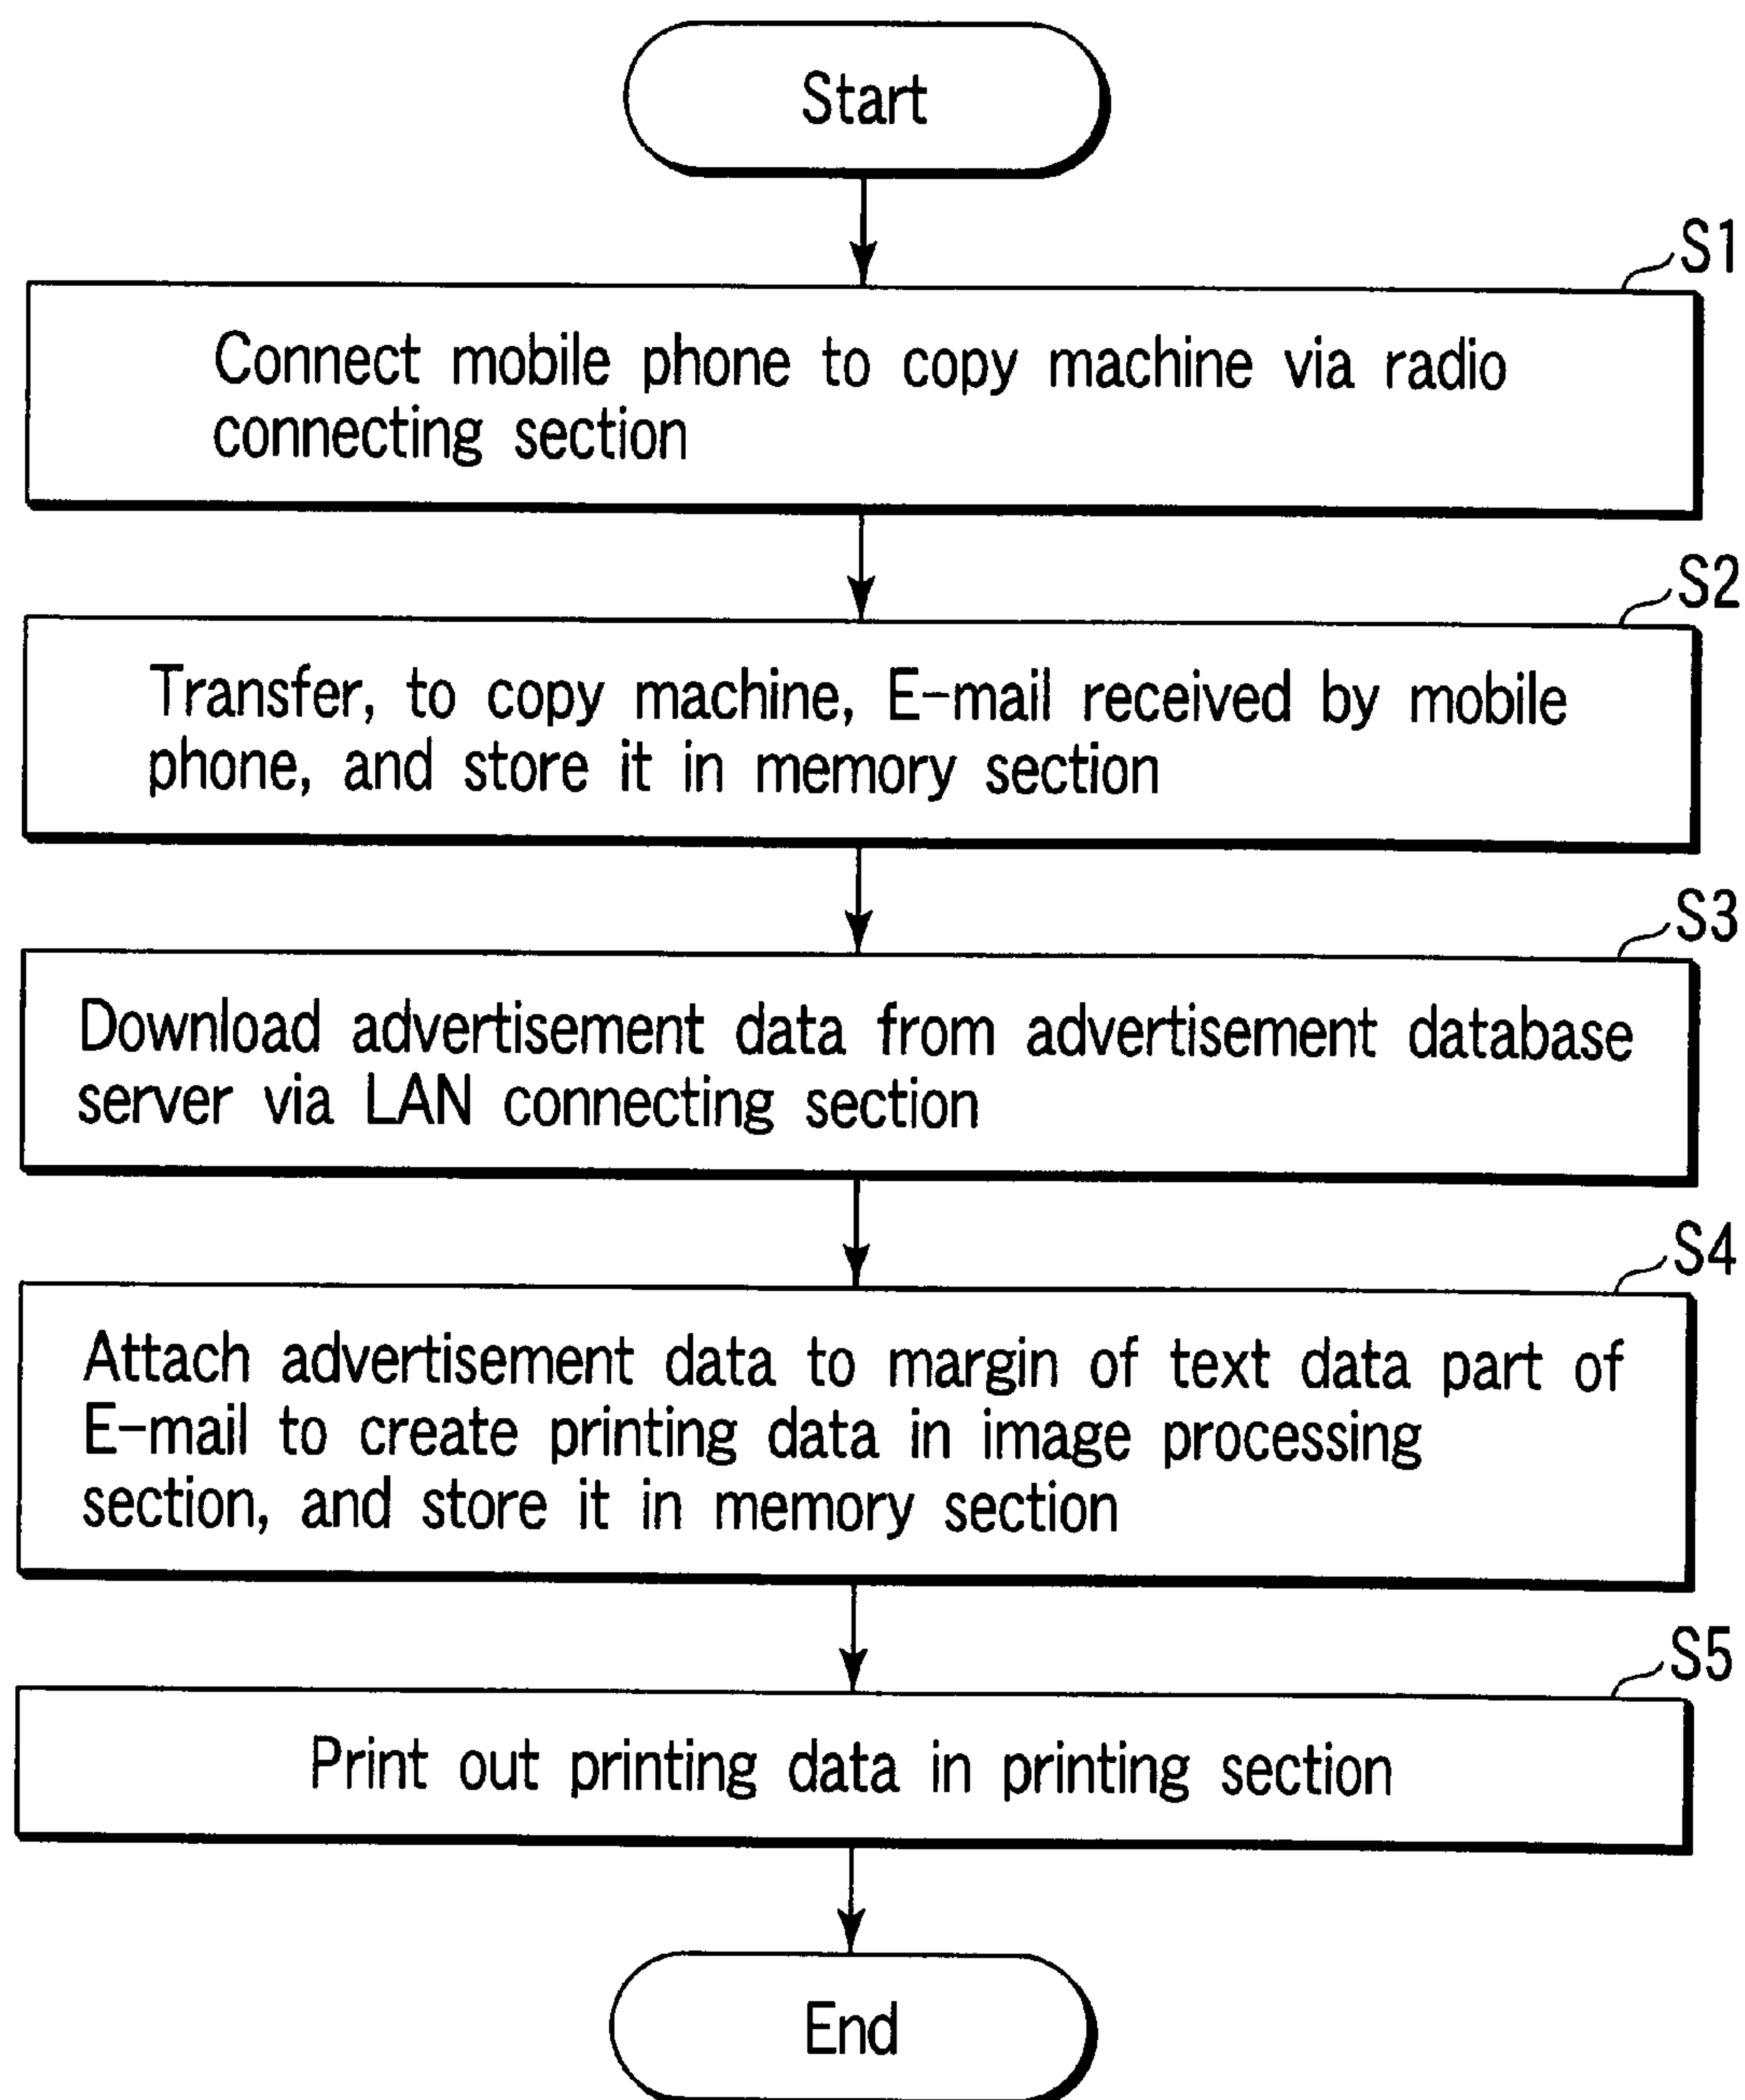 Start
S1
Connect mobile phone to copy machine via radio
connecting section
S2
Transfer, to copy machine, E-mail received by mobile
phone, and store it in memory section
S3
Download advertisement data from advertisement database
server via LAN connecting section
S4
Attach advertisement data to margin of text data part of
E-mail to create printing data in image processing
section, and store it in memory section
S5
Print out printing data in printing section
End